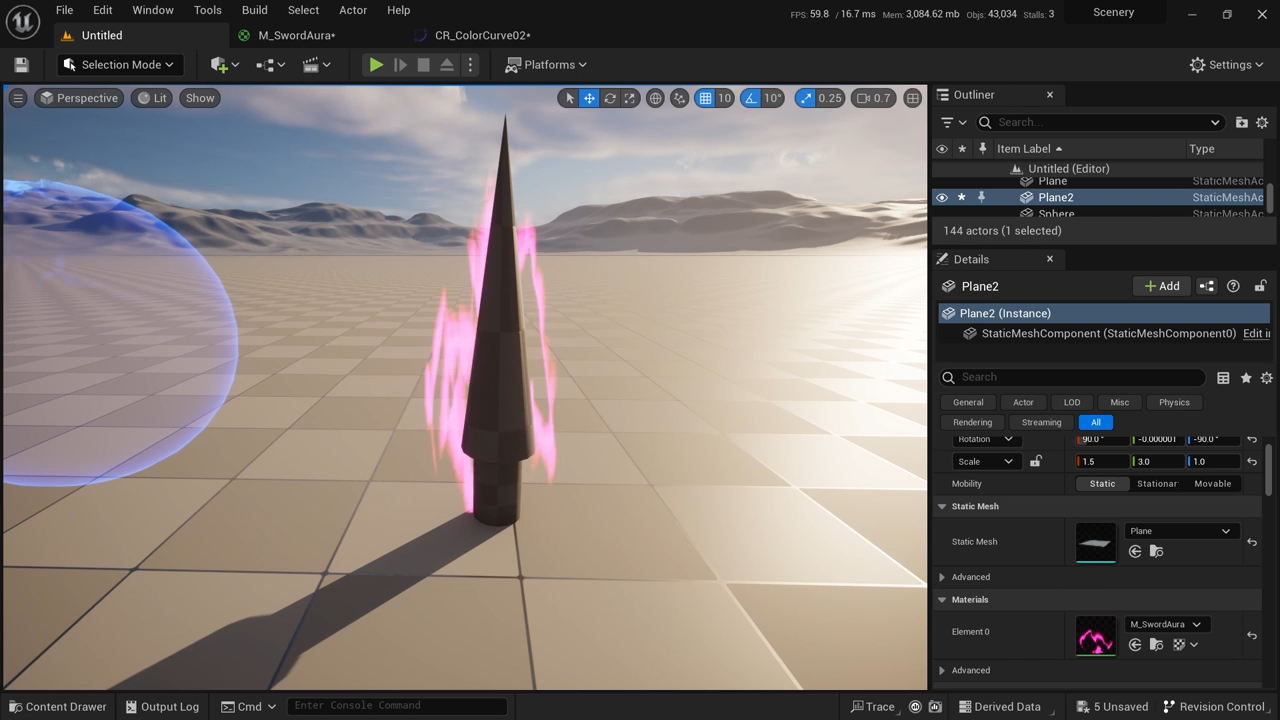 File Edit Window Tools Build Select Actor Help
FPS: 59.8 / 16.7 ms Mem: 3,084.62 mb Objs: 43,034 Stalls: 3
Scenery
Untitled M_SwordAura* CR_ColorCurve02*
Selection Mode Platforms Settings
Perspective Lit Show 10 10° 0.25 0.7
Outliner
Search...
Item Label Type
Untitled (Editor)
Plane StaticMeshAc
Plane2 StaticMeshAc
Sphere StaticMeshAc
144 actors (1 selected)
Details
Plane2 Add
Plane2 (Instance)
StaticMeshComponent (StaticMeshComponent0) Edit in
Search
General Actor LOD Misc Physics
Rendering Streaming All
Rotation 90.0° -0.000001 -90.0°
Scale 1.5 3.0 1.0
Mobility Static Stationar Movable
Static Mesh
Static Mesh Plane
Advanced
Materials
Element 0 M_SwordAura
Advanced
Content Drawer Output Log Cmd Enter Console Command Trace Derived Data 5 Unsaved Revision Control